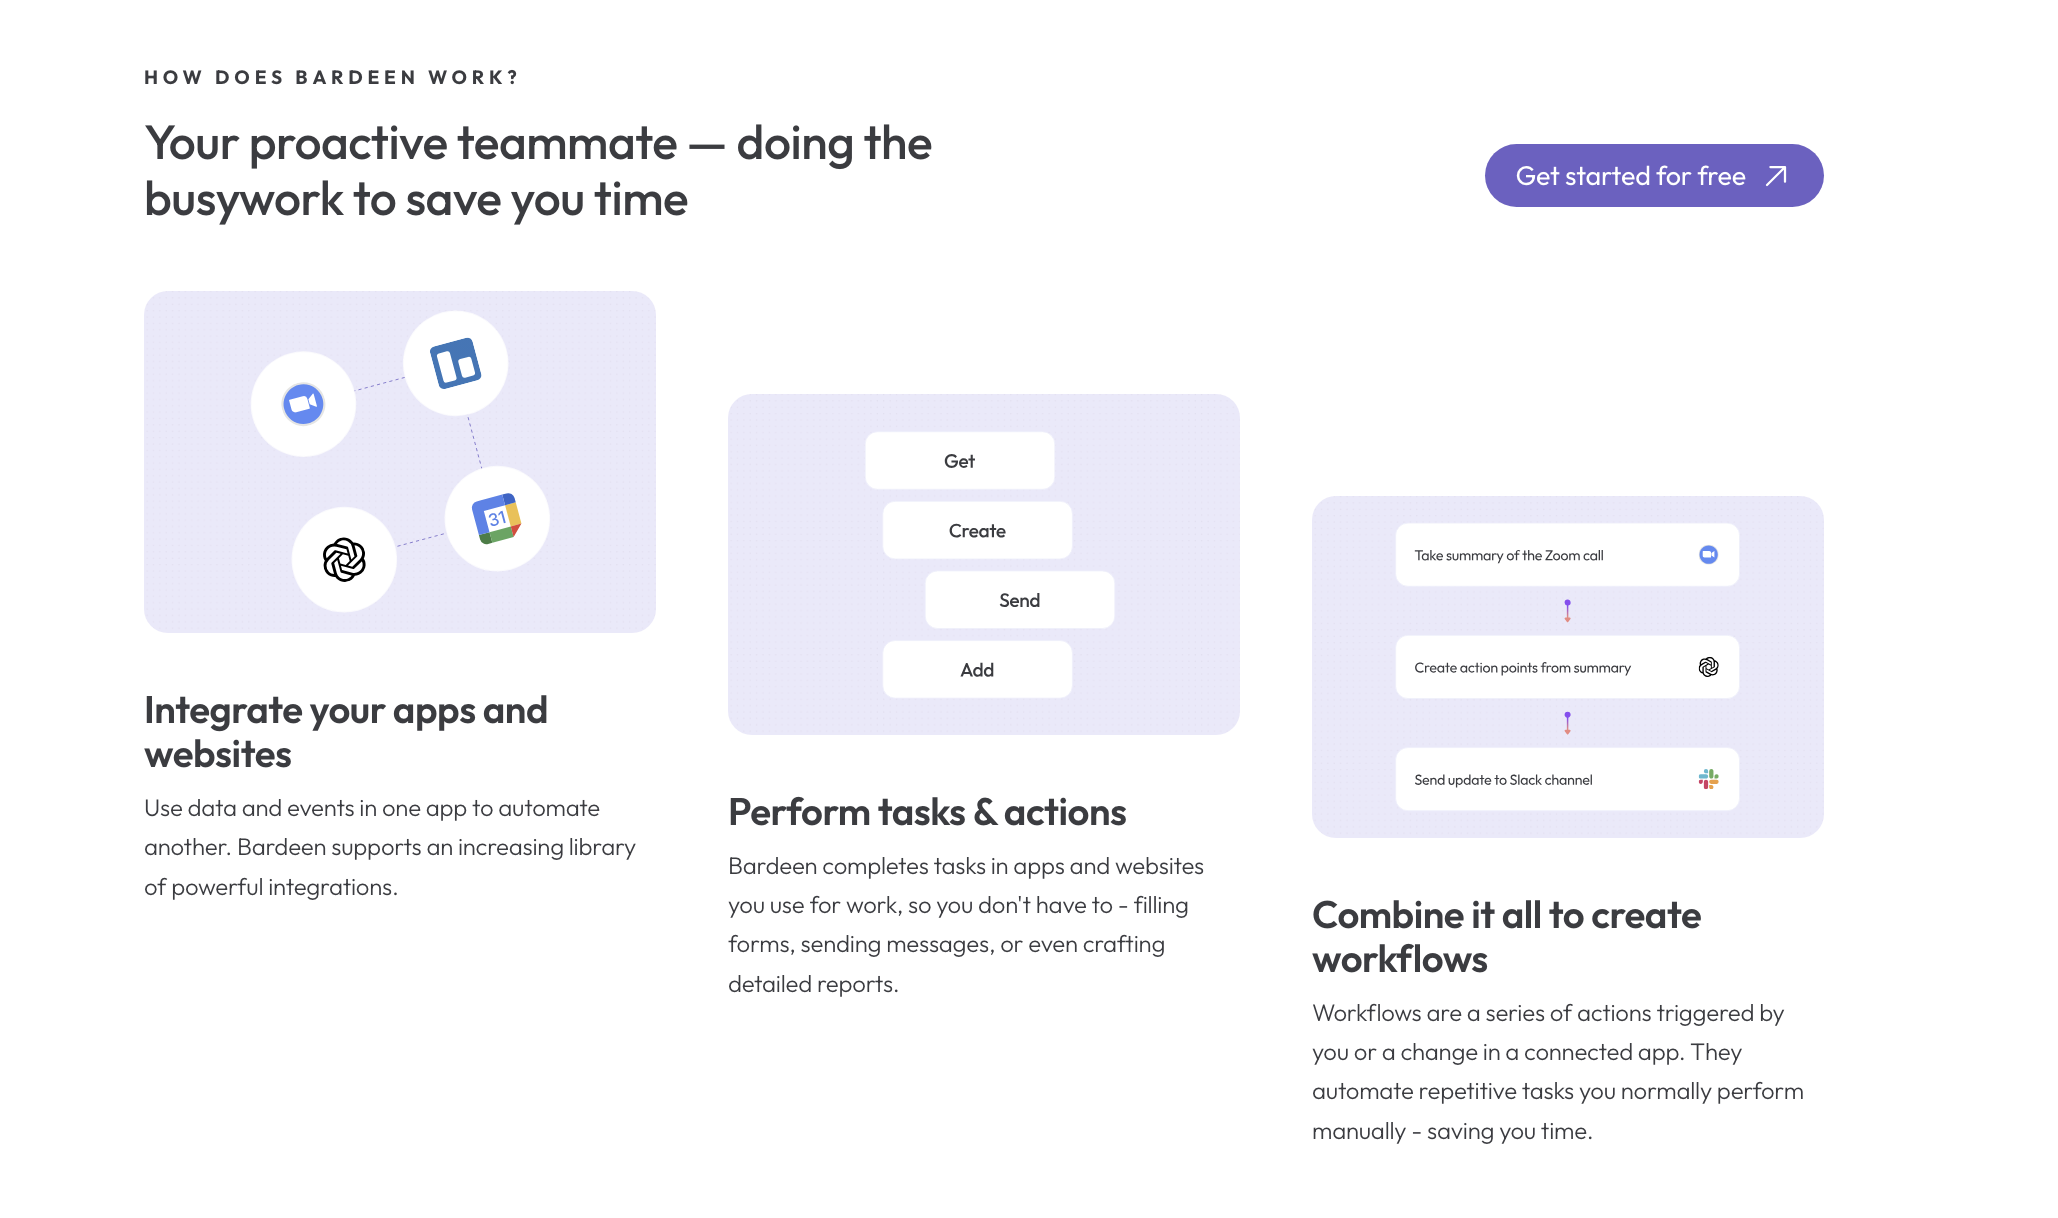 HOW DOES BARDEEN WORK?
Your proactive teammate — doing the
busywork to save you time
Get started for free
31
Integrate your apps and
websites
Use data and events in one app to automate
another. Bardeen supports an increasing library
of powerful integrations.
Get
Create
Send
Add
Perform tasks & actions
Bardeen completes tasks in apps and websites
you use for work, so you don't have to - filling
forms, sending messages, or even crafting
detailed reports.
Take summary of the Zoom call
Create action points from summary
Send update to Slack channel
Combine it all to create
workflows
Workflows are a series of actions triggered by
you or a change in a connected app. They
automate repetitive tasks you normally perform
manually - saving you time.